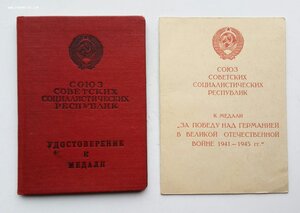 СОЮЗ
СОВЕТСКИХ
СОЦИАЛИСТИЧЕСКИХ
РЕСПУБЛИК
УДОСТОВЕРЕНИЕ
К
МЕДАЛИ
СОЮЗ
СОВЕТСКИХ
СОЦИАЛИСТИЧЕСКИХ
РЕСПУБЛИК
К МЕДАЛИ
„ЗА ПОБЕДУ НАД ГЕРМАНИЕЙ
В ВЕЛИКОЙ ОТЕЧЕСТВЕННОЙ
ВОЙНЕ 1941—1945 гг.“